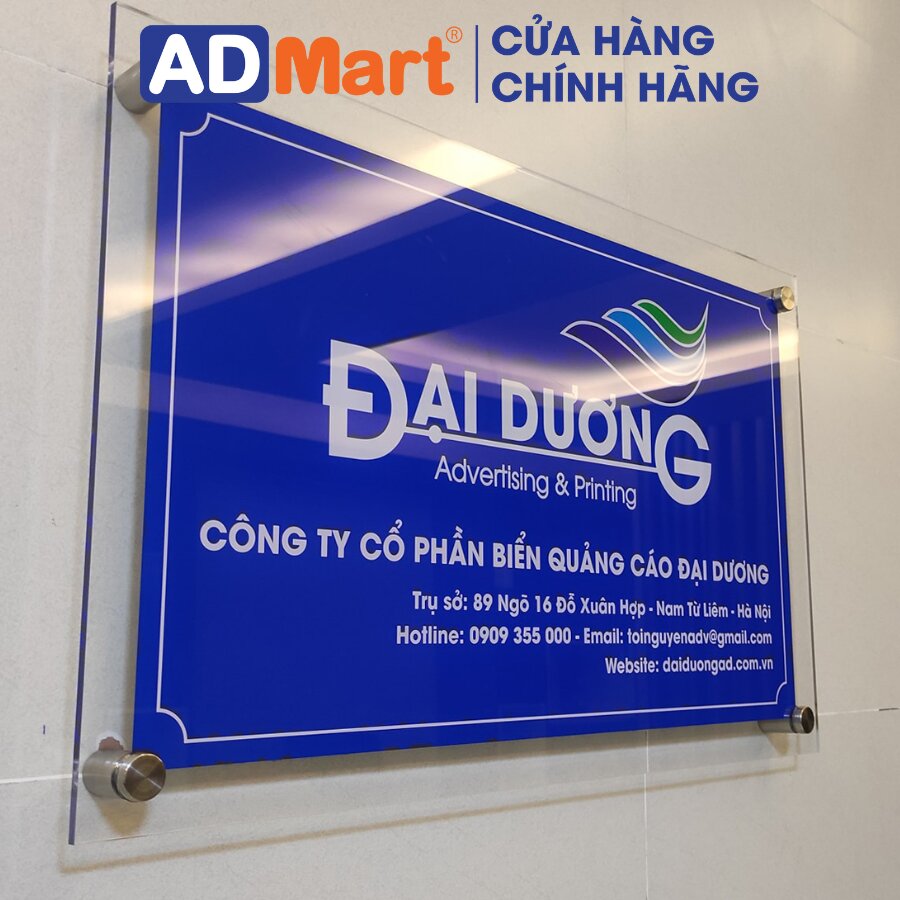 ADMart® CỬA HÀNG
CHÍNH HÃNG
ĐẠI DƯƠNG
Advertising & Printing
CÔNG TY CỔ PHẦN BIỂN QUẢNG CÁO ĐẠI DƯƠNG
Trụ sở: 89 Ngõ 16 Đỗ Xuân Hợp - Nam Từ Liêm - Hà Nội
Hotline: 0909 355 000 - Email: toinguyenadv@gmail.com
Website: daiduongad.com.vn